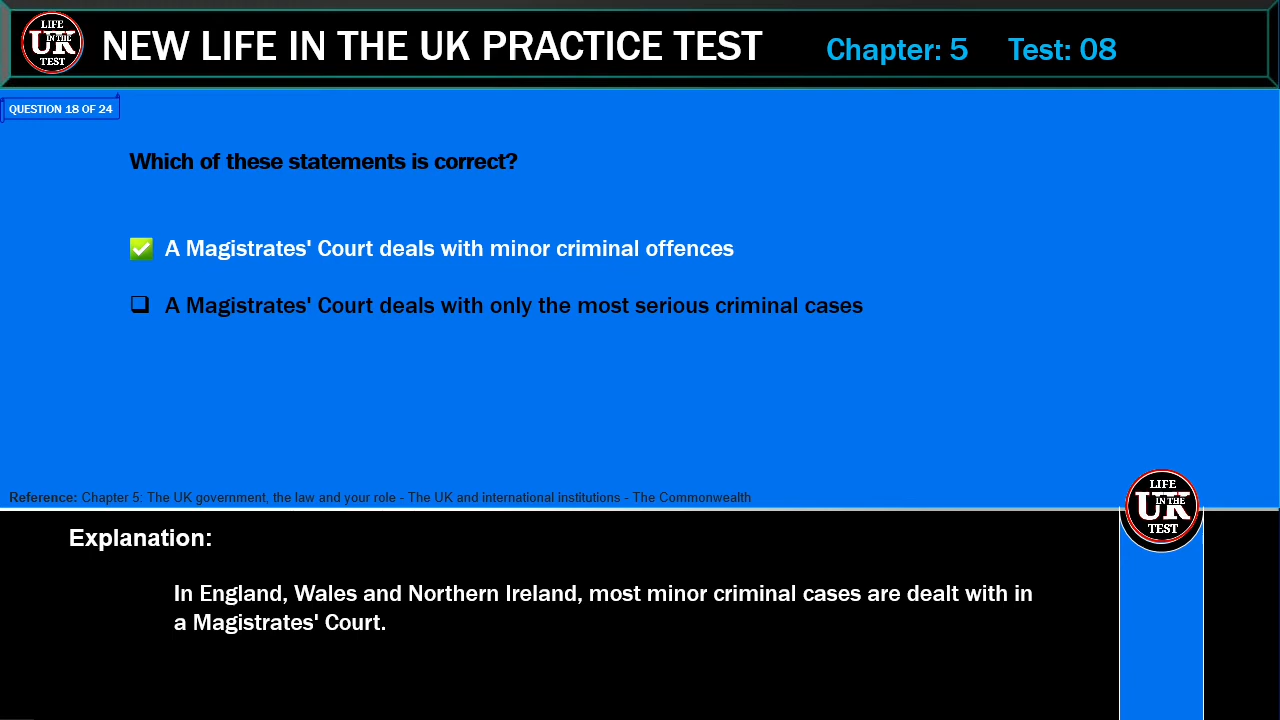 LIFE
IN THE
UK
TEST
NEW LIFE IN THE UK PRACTICE TEST
Chapter: 5
Test: 08
QUESTION 18 OF 24
Which of these statements is correct?
A Magistrates' Court deals with minor criminal offences
A Magistrates' Court deals with only the most serious criminal cases
Reference: Chapter 5: The UK government, the law and your role - The UK and international institutions - The Commonwealth
LIFE
IN THE
UK
TEST
Explanation:
In England, Wales and Northern Ireland, most minor criminal cases are dealt with in
a Magistrates' Court.